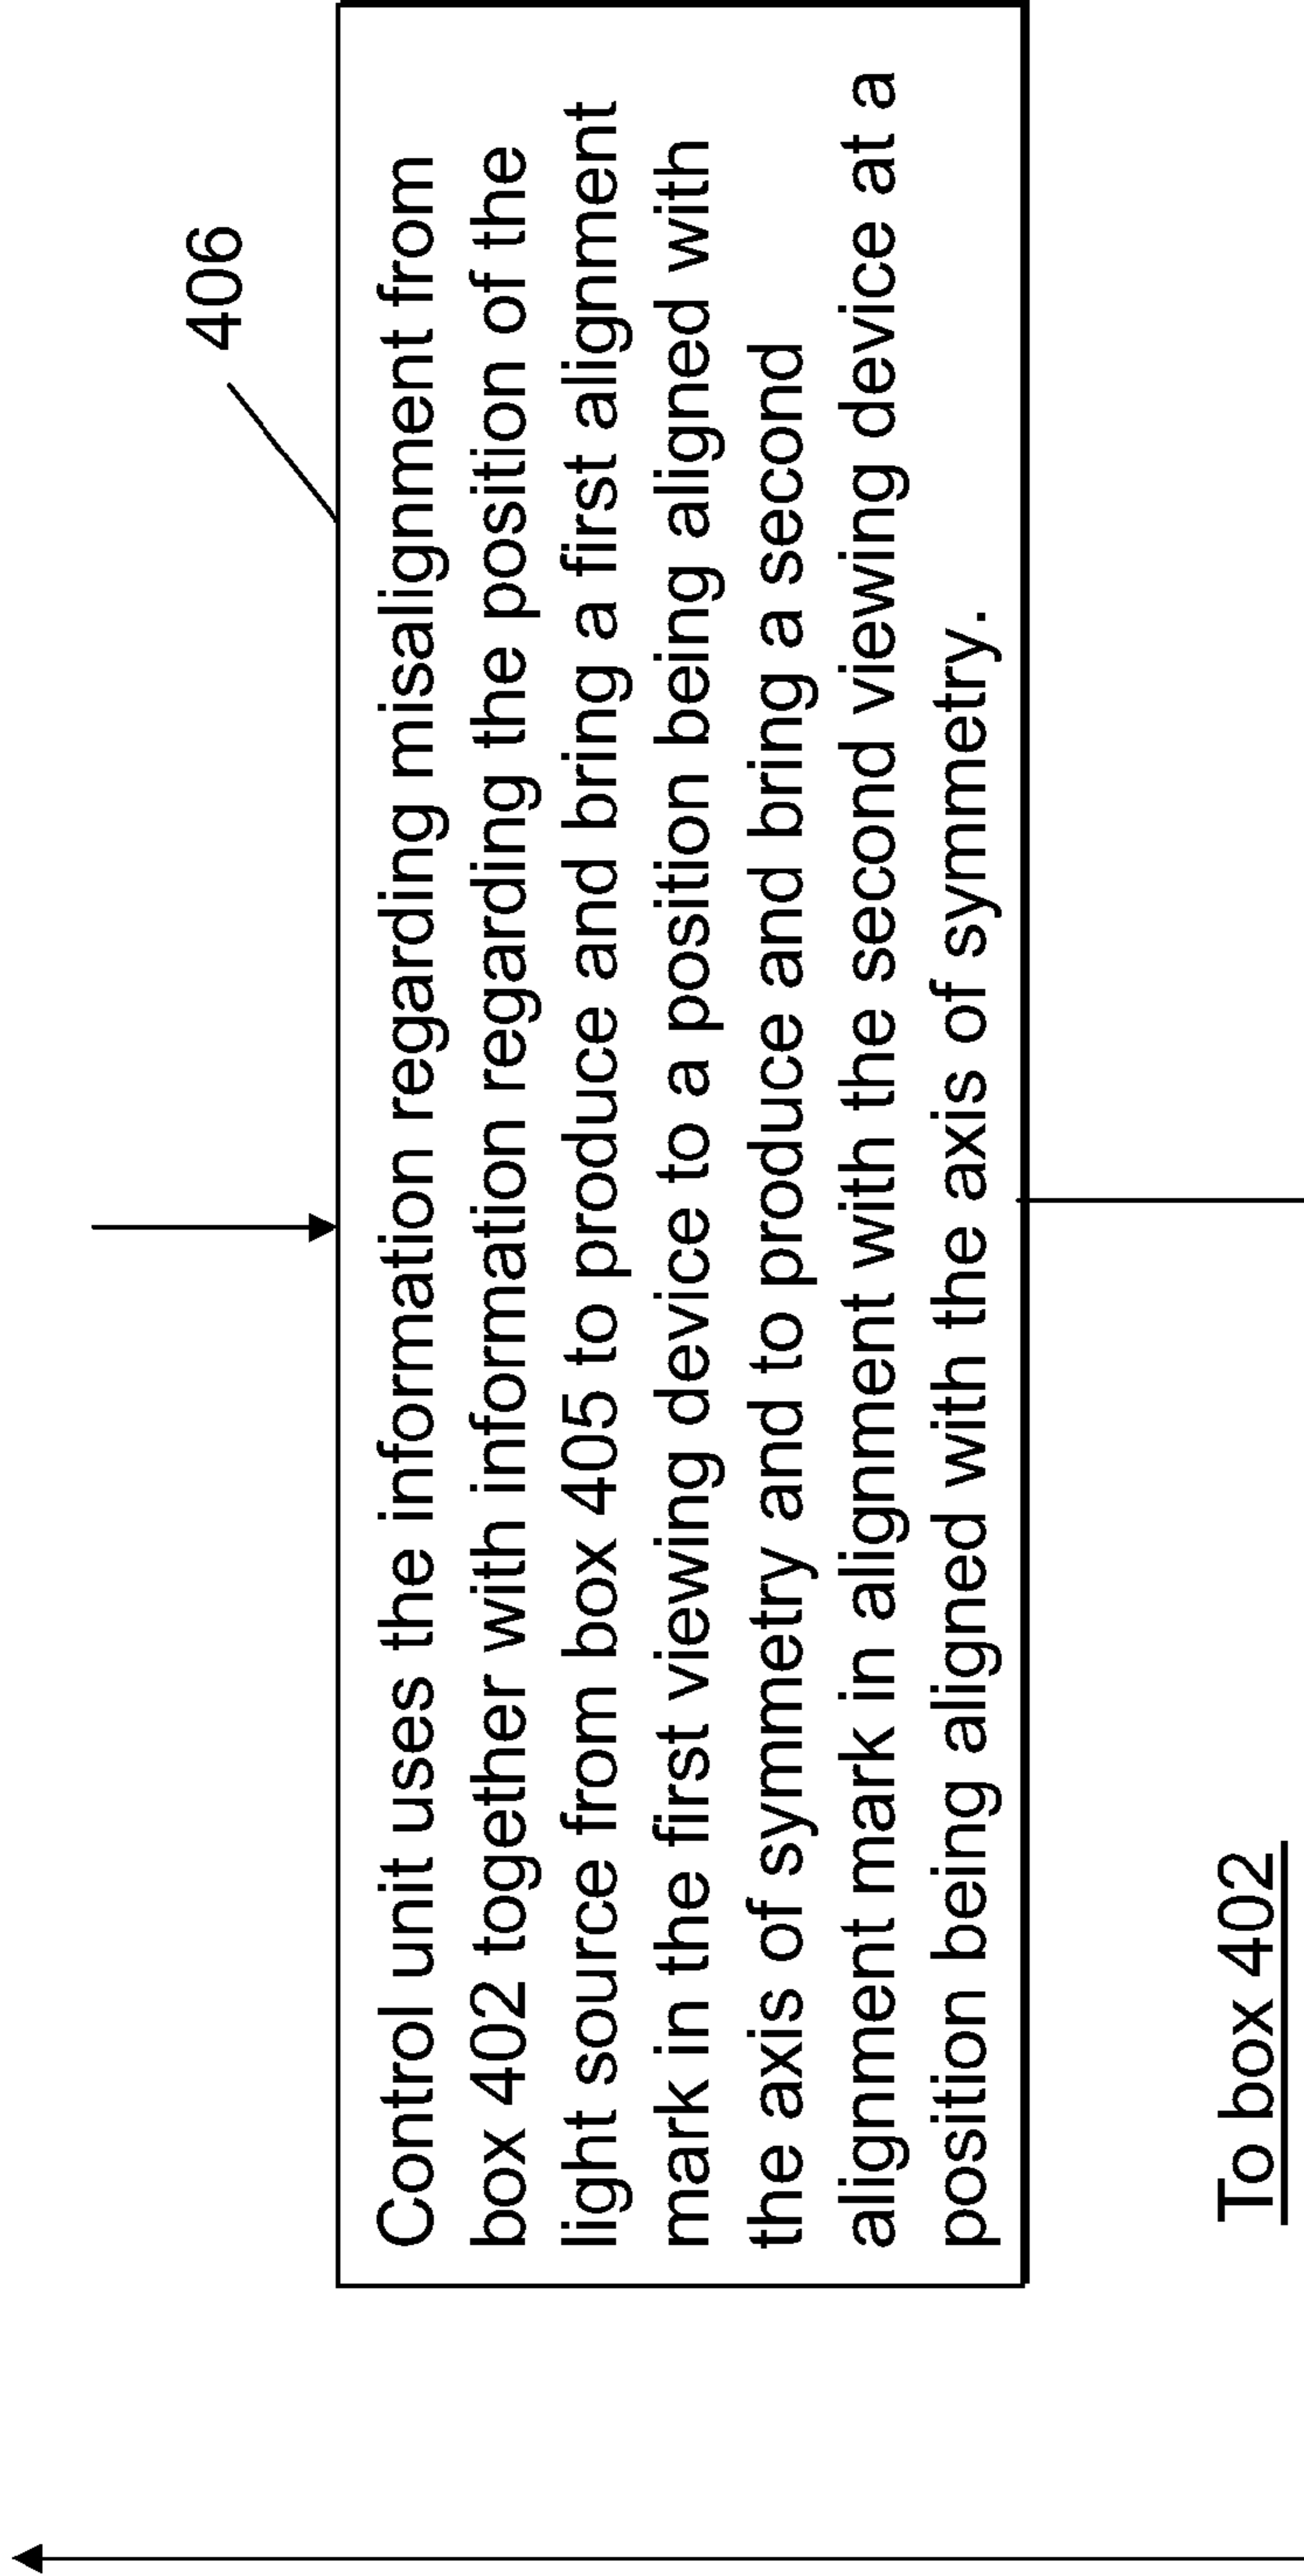 406
Control unit uses the information regarding misalignment from
box 402 together with information regarding the position of the
light source from box 405 to produce and bring a first alignment
mark in the first viewing device to a position being aligned with
the axis of symmetry and to produce and bring a second
alignment mark in alignment with the second viewing device at a
position being aligned with the axis of symmetry.
To box 402